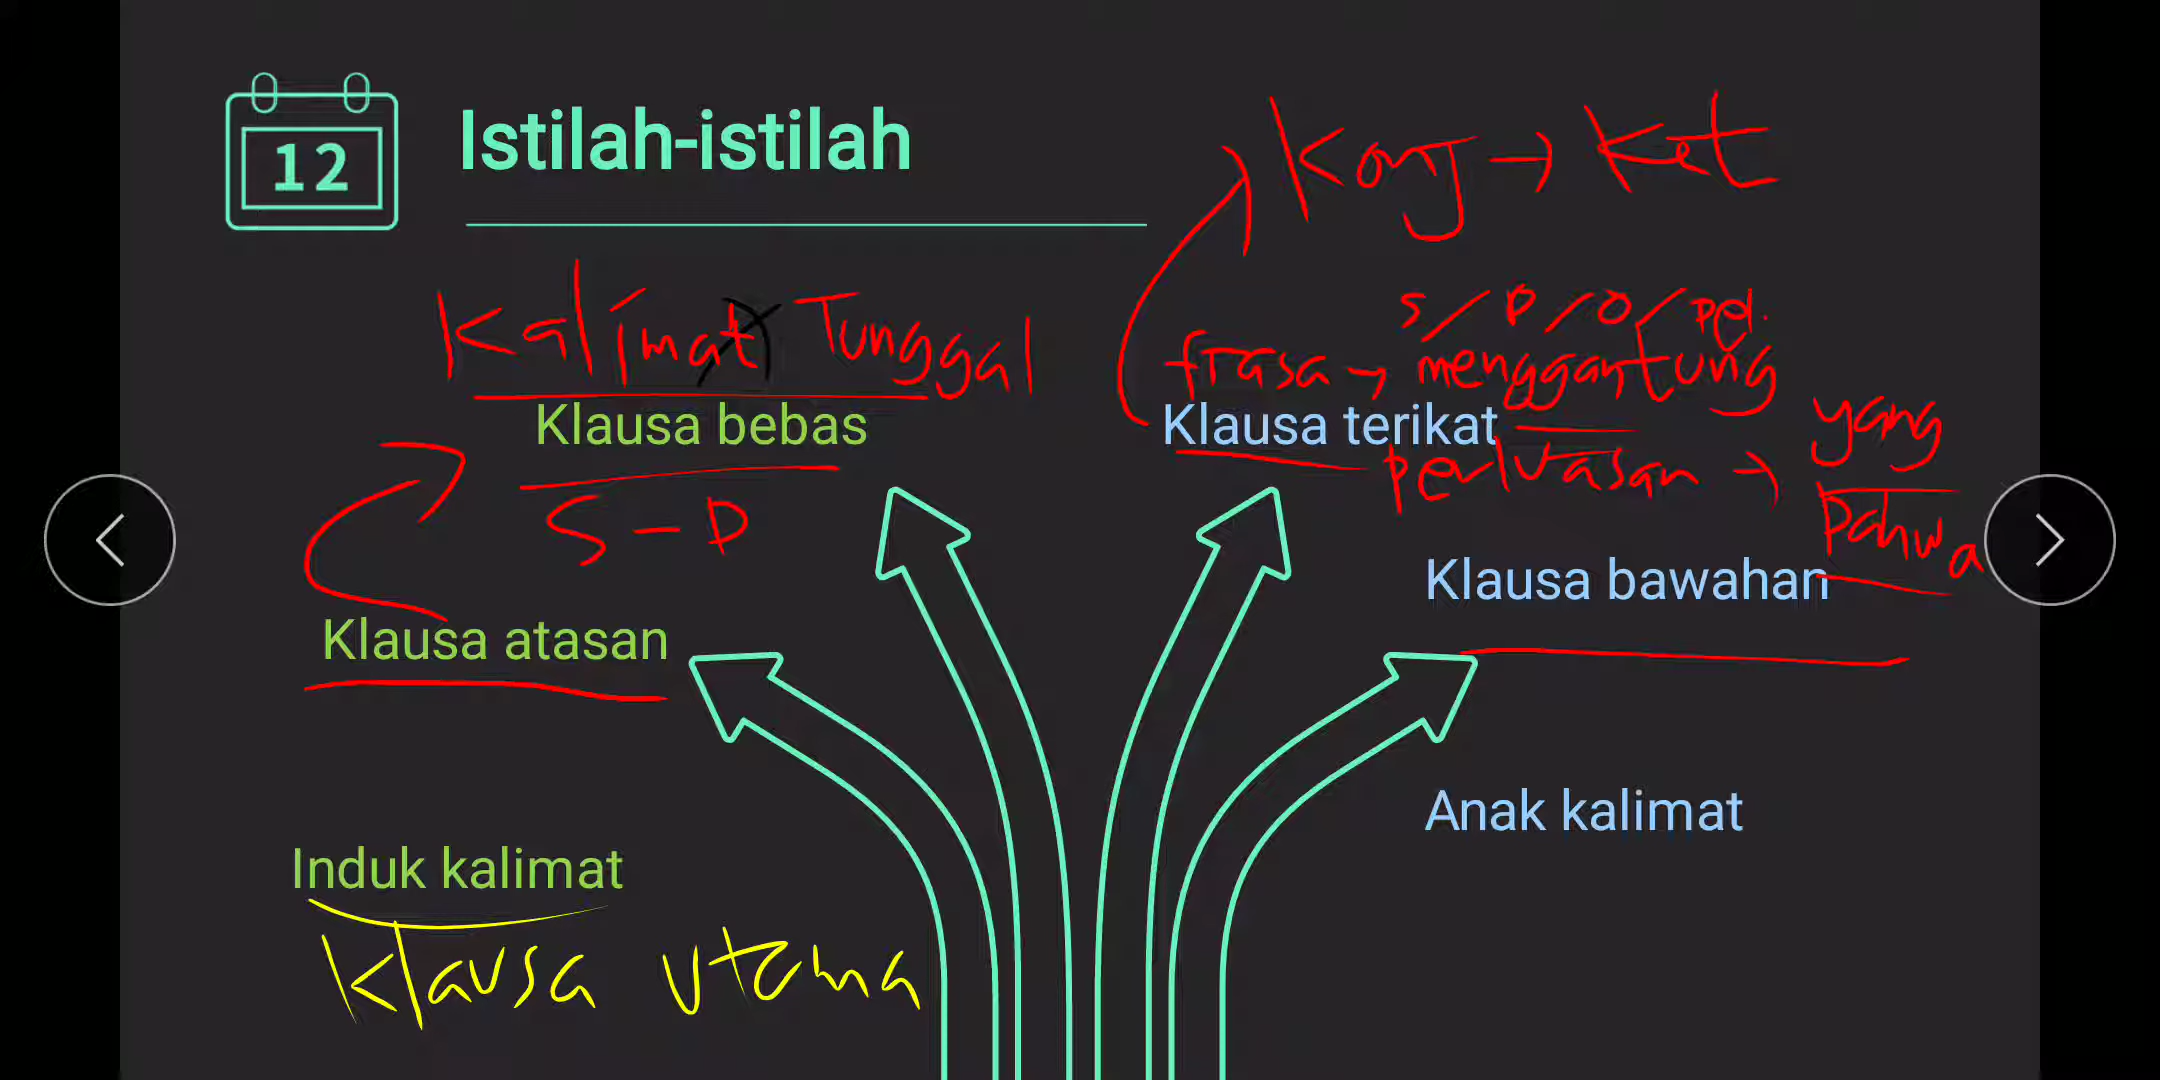 12
Istilah-istilah
Konj → Ket
Kalimat Tunggal
S / P / O / pel.
frasa → menggantung
Klausa bebas
Klausa terikat
perluasan → yang
bahwa
S - P
Klausa bawahan
Klausa atasan
Anak kalimat
Induk kalimat
Klausa utama